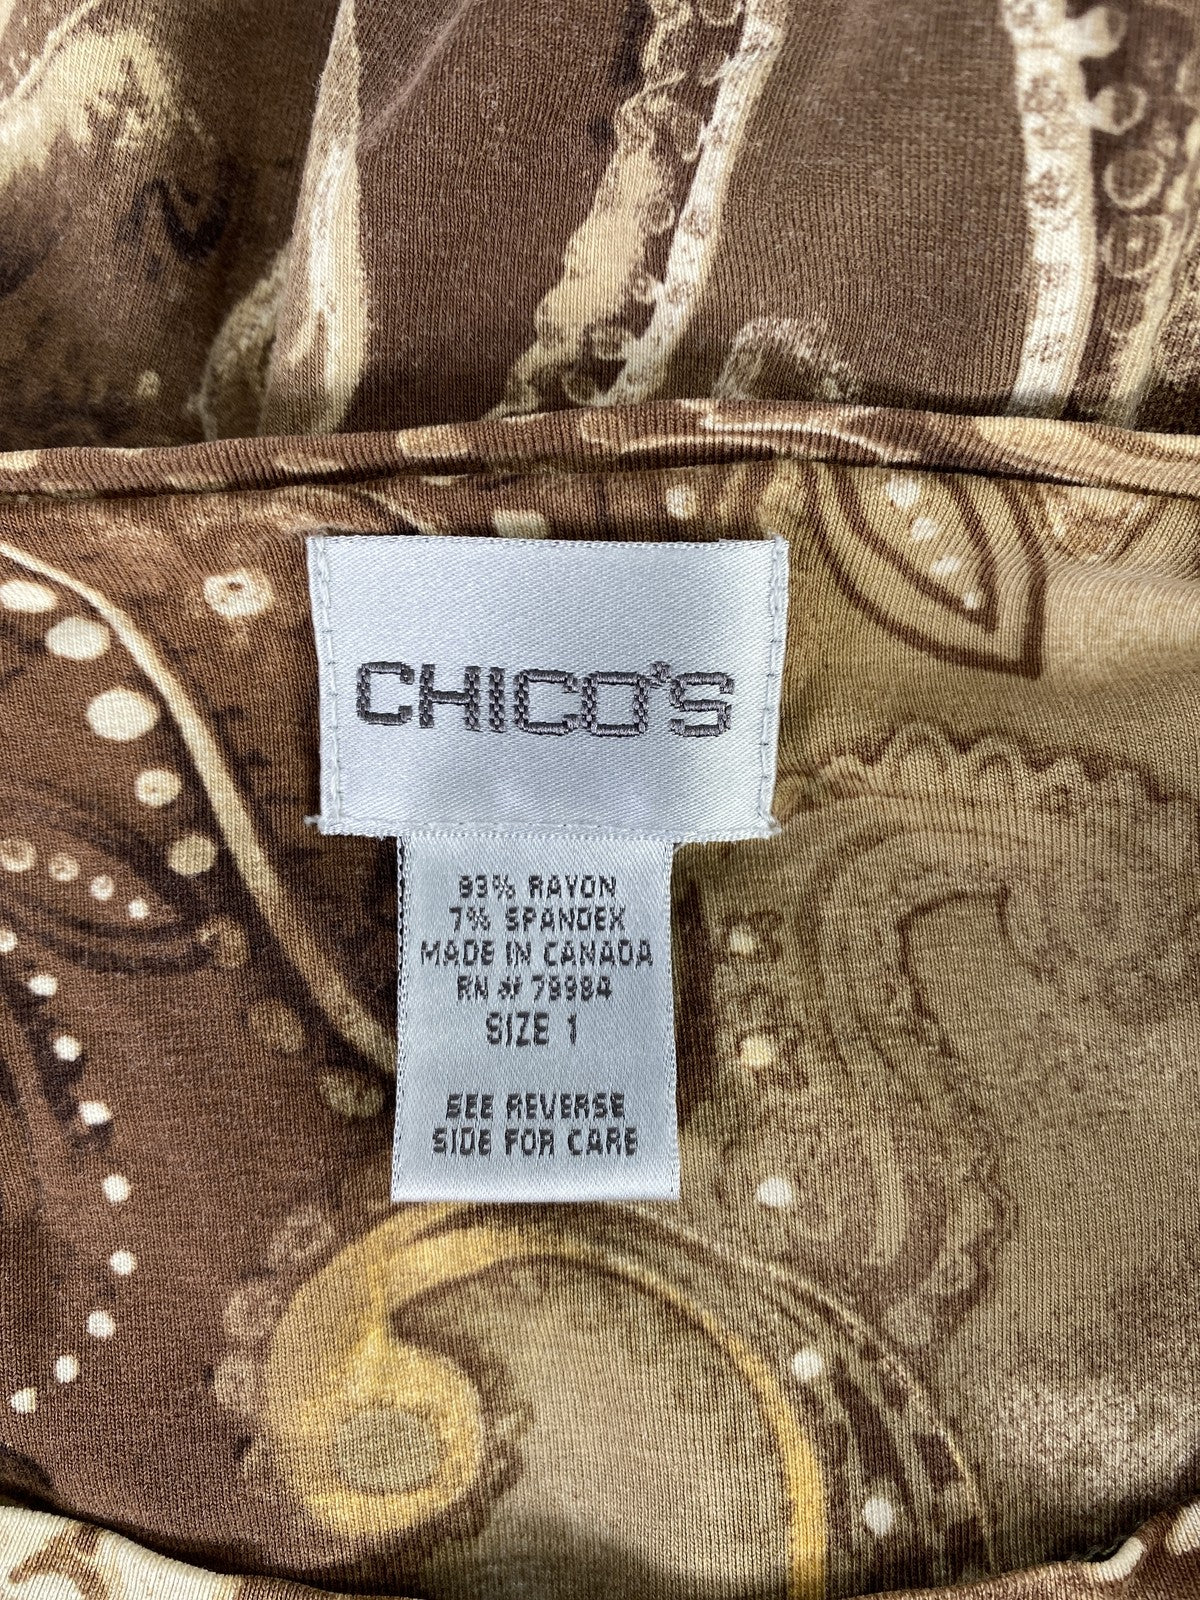 CHICO'S
93% RAYON
7% SPANDEX
MADE IN CANADA
RN # 79984
SIZE 1
SEE REVERSE
SIDE FOR CARE